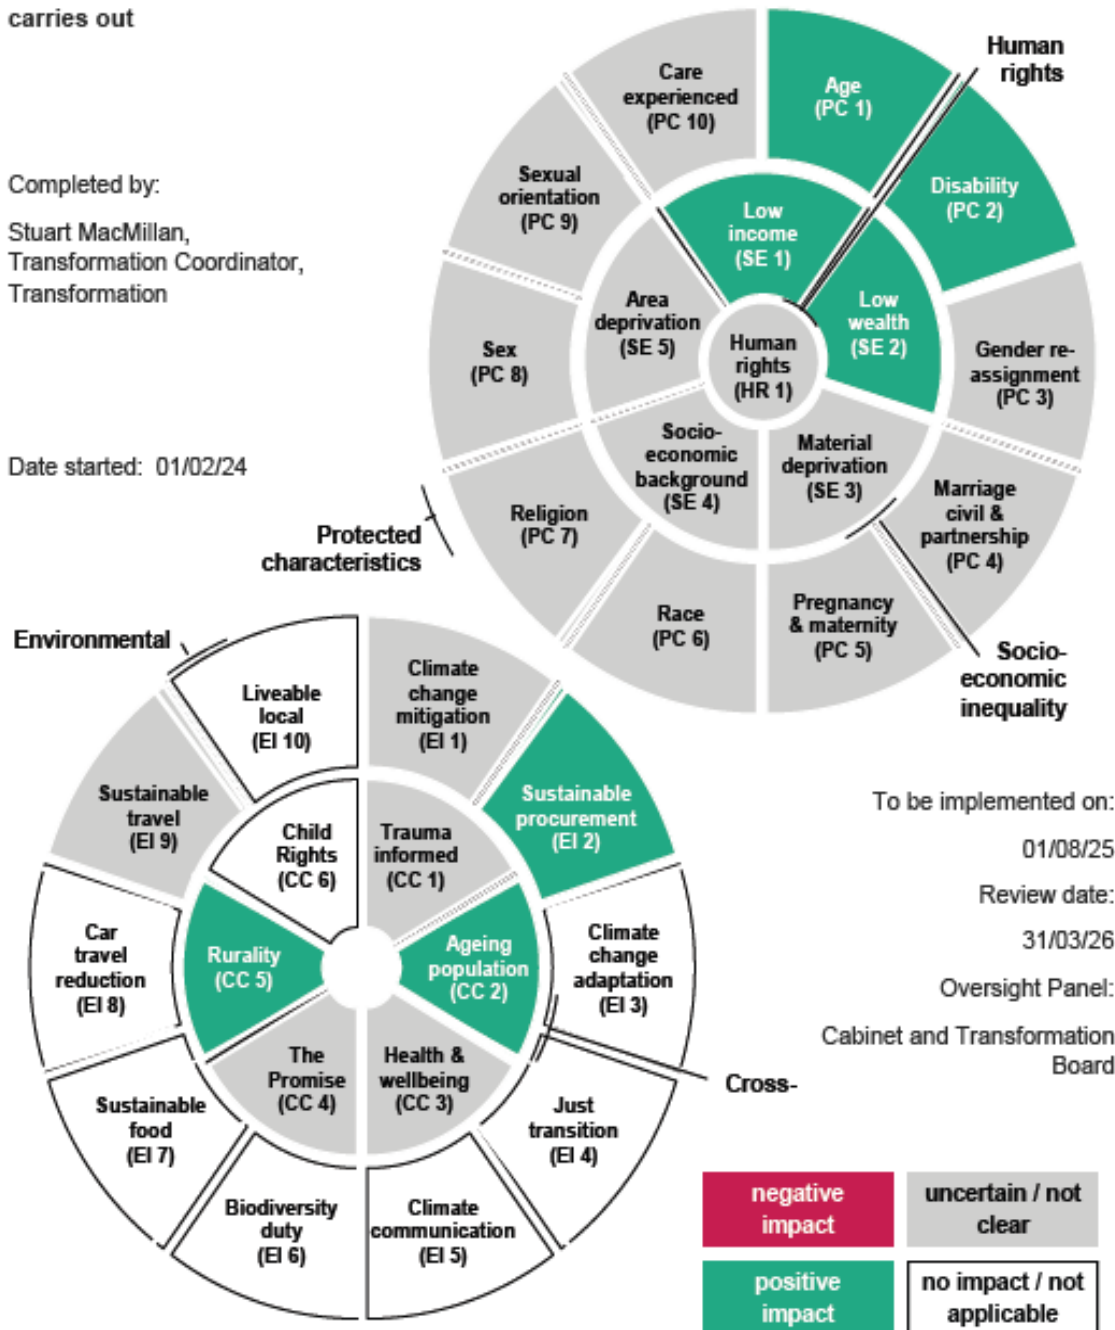 carries out
Completed by:
Stuart MacMillan,
Transformation Coordinator,
Transformation
Date started: 01/02/24
Human
rights
Care
experienced
(PC 10)
Age
(PC 1)
Disability
(PC 2)
Sexual
orientation
(PC 9)
Low
income
(SE 1)
Area
deprivation
(SE 5)
Low
wealth
(SE 2)
Human
rights
(HR 1)
Sex
(PC 8)
Gender re-
assignment
(PC 3)
Socio-
economic
background
(SE 4)
Material
deprivation
(SE 3)
Marriage
civil &
partnership
(PC 4)
Religion
(PC 7)
Protected
characteristics
Race
(PC 6)
Pregnancy
& maternity
(PC 5)
Socio-
economic
inequality
Environmental
Liveable
local
(EI 10)
Climate
change
mitigation
(EI 1)
Sustainable
travel
(EI 9)
Sustainable
procurement
(EI 2)
Child
Rights
(CC 6)
Trauma
informed
(CC 1)
Car
travel
reduction
(EI 8)
Rurality
(CC 5)
Ageing
population
(CC 2)
Climate
change
adaptation
(EI 3)
The
Promise
(CC 4)
Health &
wellbeing
(CC 3)
Cross-
Sustainable
food
(EI 7)
Just
transition
(EI 4)
Biodiversity
duty
(EI 6)
Climate
communication
(EI 5)
To be implemented on:
01/08/25
Review date:
31/03/26
Oversight Panel:
Cabinet and Transformation
Board
negative
impact
uncertain / not
clear
positive
impact
no impact / not
applicable